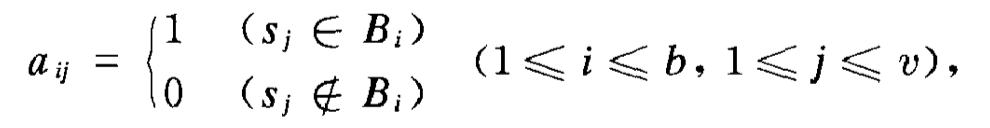 $$a_{ij} = \begin{cases} 1 & (s_j \in B_i) \\ 0 & (s_j \notin B_i) \end{cases} \quad (1 \leqslant i \leqslant b, 1 \leqslant j \leqslant v),$$